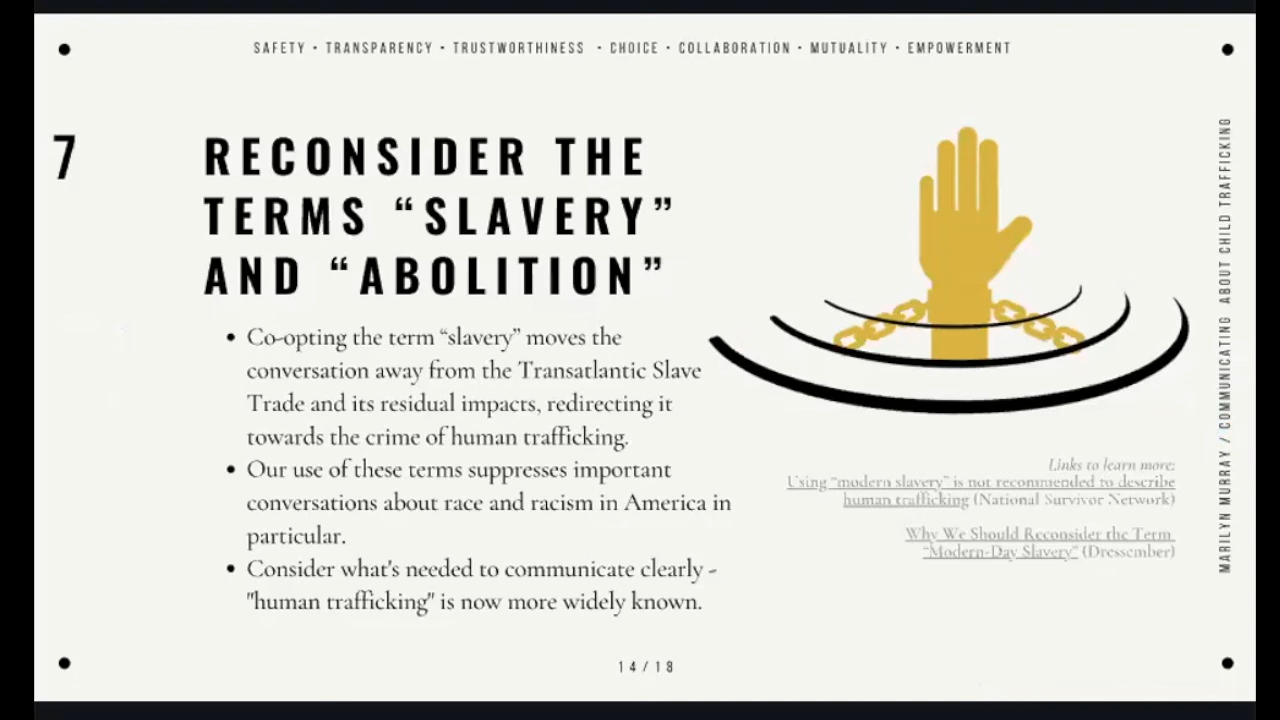 SAFETY • TRANSPARENCY • TRUSTWORTHINESS • CHOICE • COLLABORATION • MUTUALITY • EMPOWERMENT
7
RECONSIDER THE
TERMS “SLAVERY”
AND “ABOLITION”
• Co-opting the term “slavery” moves the
conversation away from the Transatlantic Slave
Trade and its residual impacts, redirecting it
towards the crime of human trafficking.
• Our use of these terms suppresses important
conversations about race and racism in America in
particular.
• Consider what's needed to communicate clearly -
"human trafficking" is now more widely known.
Links to learn more:
Using “modern slavery” is not recommended to describe
human trafficking (National Survivor Network)
Why We Should Reconsider the Term
“Modern-Day Slavery” (Dressember)
MARILYN MURRAY / COMMUNICATING ABOUT CHILD TRAFFICKING
14/18